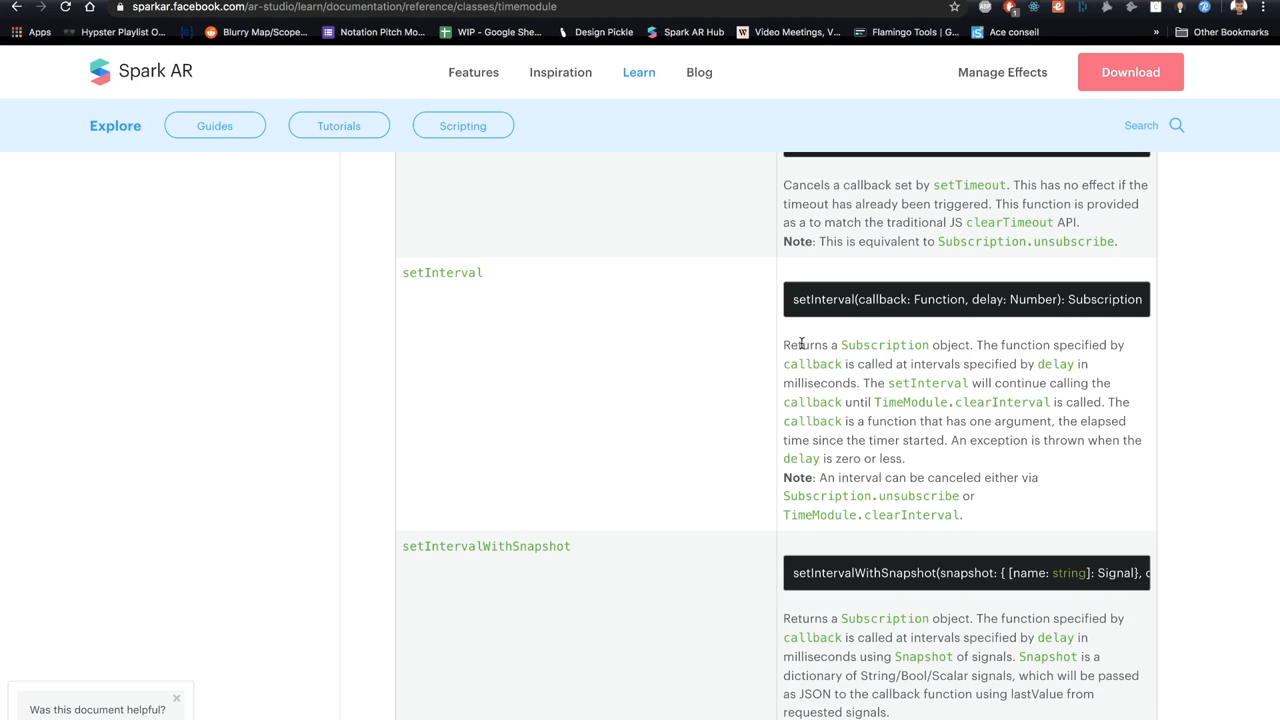 sparkar.facebook.com/ar-studio/learn/documentation/reference/classes/timemodule
Apps
Hypster Playlist O...
Blurry Map/Scope...
Notation Pitch Mo...
WIP - Google She...
Design Pickle
Spark AR Hub
Video Meetings, V...
Flamingo Tools | G...
Ace conseil
»
Other Bookmarks
Spark AR
Features
Inspiration
Learn
Blog
Manage Effects
Download
Explore
Guides
Tutorials
Scripting
Search
Cancels a callback set by setTimeout. This has no effect if the
timeout has already been triggered. This function is provided
as a to match the traditional JS clearTimeout API.
Note: This is equivalent to Subscription.unsubscribe.
setInterval
setInterval(callback: Function, delay: Number): Subscription
Returns a Subscription object. The function specified by
callback is called at intervals specified by delay in
milliseconds. The setInterval will continue calling the
callback until TimeModule.clearInterval is called. The
callback is a function that has one argument, the elapsed
time since the timer started. An exception is thrown when the
delay is zero or less.
Note: An interval can be canceled either via
Subscription.unsubscribe or
TimeModule.clearInterval.
setIntervalWithSnapshot
setIntervalWithSnapshot(snapshot: { [name: string]: Signal},
Returns a Subscription object. The function specified by
callback is called at intervals specified by delay in
milliseconds using Snapshot of signals. Snapshot is a
dictionary of String/Bool/Scalar signals, which will be passed
as JSON to the callback function using lastValue from
requested signals.
Was this document helpful?